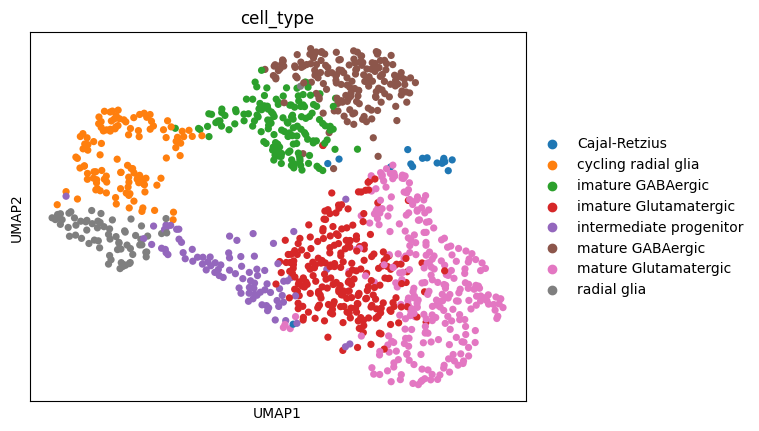 cell_type
UMAP2
UMAP1
Cajal-Retzius
cycling radial glia
imature GABAergic
imature Glutamatergic
intermediate progenitor
mature GABAergic
mature Glutamatergic
radial glia